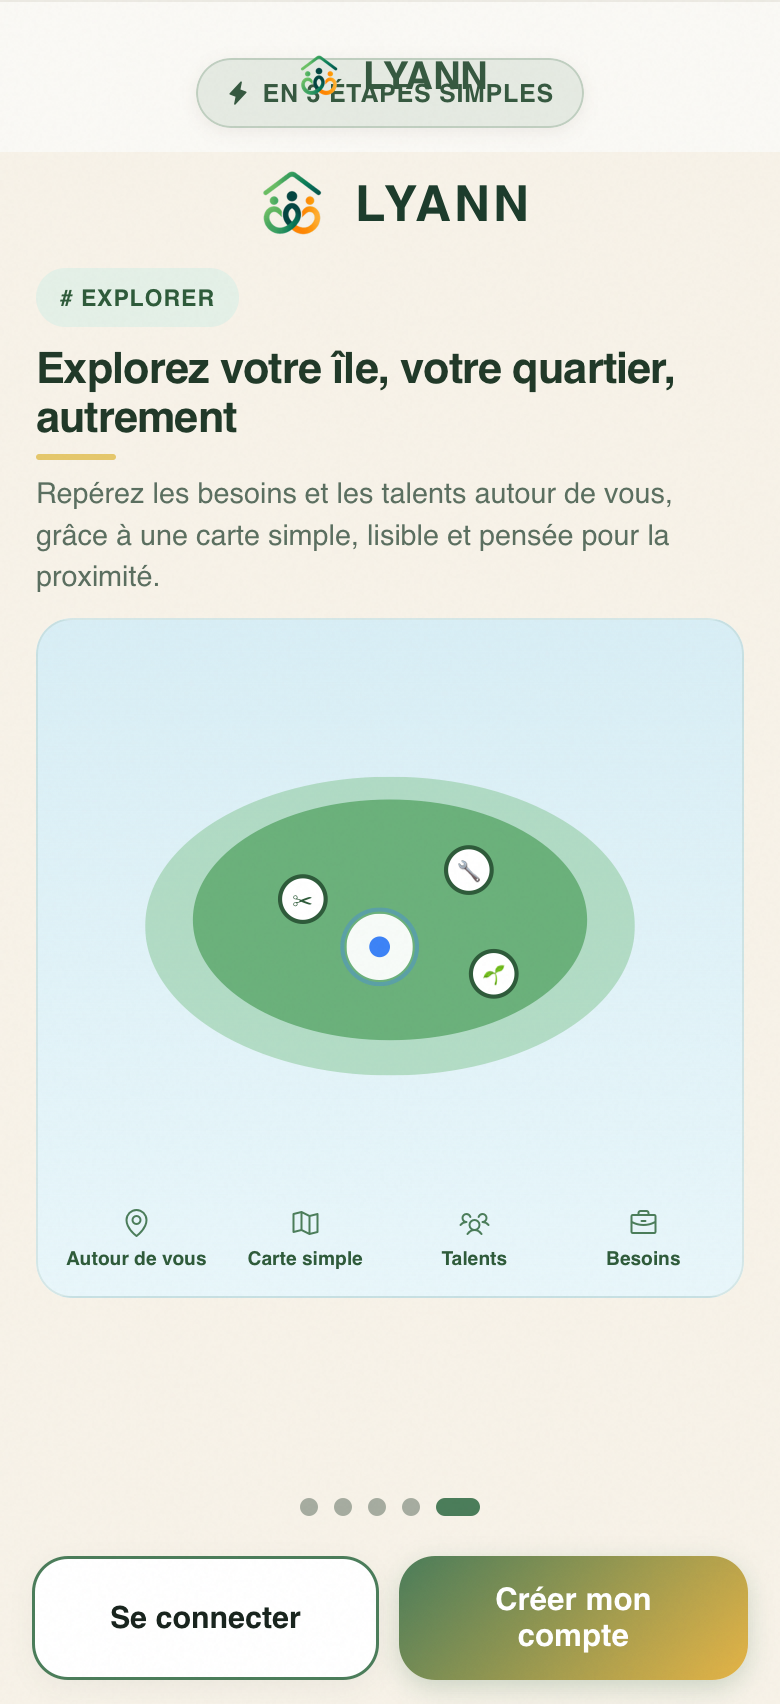 LYANN
EN 3 ÉTAPES SIMPLES
LYANN
# EXPLORER
Explorez votre île, votre quartier,
autrement
Repérez les besoins et les talents autour de vous,
grâce à une carte simple, lisible et pensée pour la
proximité.
Autour de vous
Carte simple
Talents
Besoins
Se connecter
Créer mon
compte